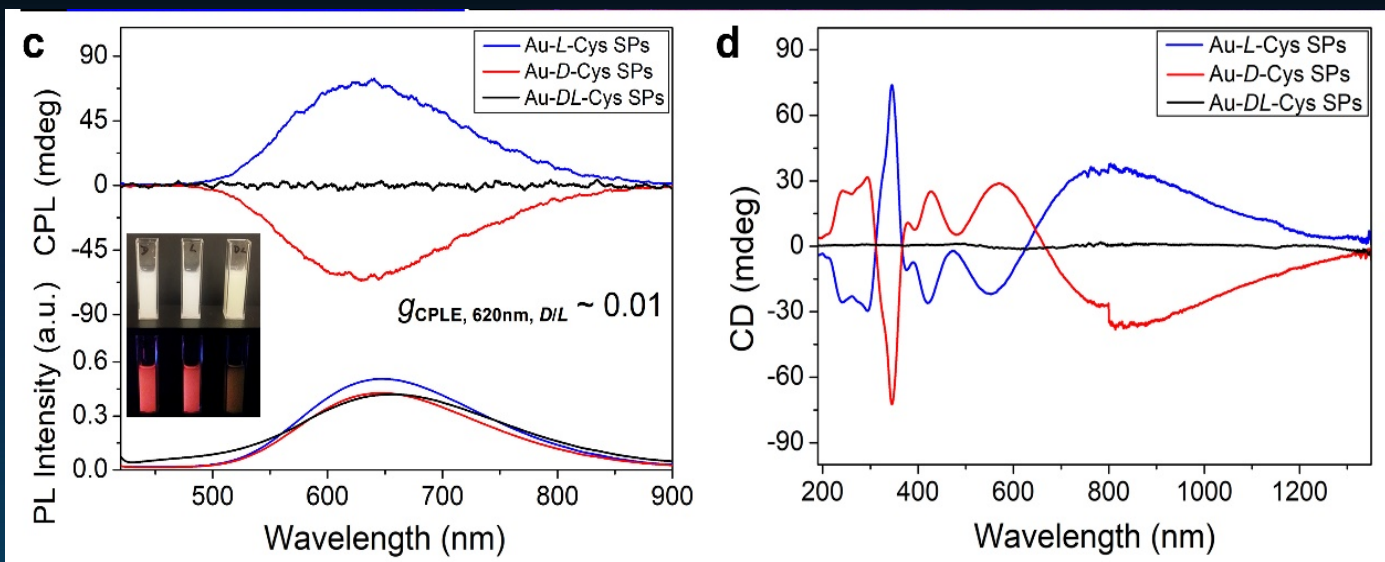 c
CPL (mdeg)
PL Intensity (a.u.)
90
45
0
-45
-90
0.6
0.3
0.0
Au-L-Cys SPs
Au-D-Cys SPs
Au-DL-Cys SPs
D L DL
gCPLE, 620nm, D/L ~ 0.01
500 600 700 800 900
Wavelength (nm)
d
CD (mdeg)
90
60
30
0
-30
-60
-90
Au-L-Cys SPs
Au-D-Cys SPs
Au-DL-Cys SPs
200 400 600 800 1000 1200
Wavelength (nm)